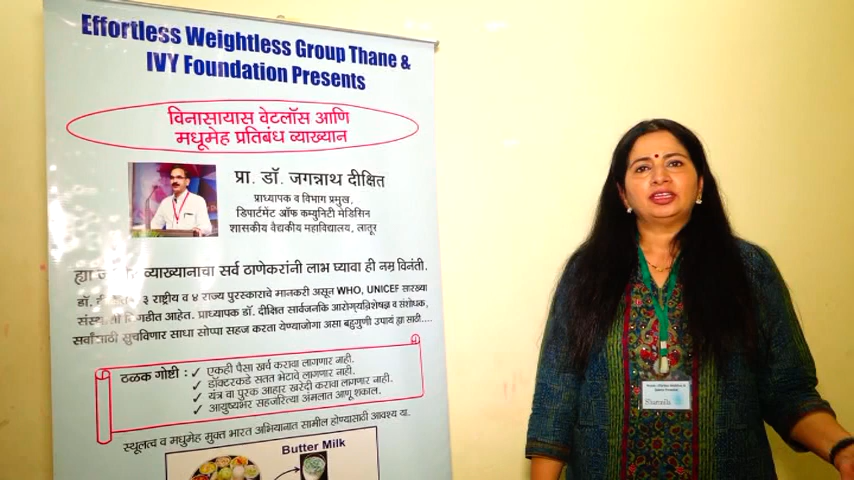 Effortless Weightless Group Thane &
IVY Foundation Presents
विनासायास वेटलॉस आणि
मधूमेह प्रतिबंध व्याख्यान
प्रा. डॉ. जगन्नाथ दीक्षित
प्राध्यापक व विभाग प्रमुख,
डिपार्टमेंट ऑफ कम्युनिटी मेडिसिन
शासकीय वैद्यकीय महाविद्यालय, लातूर
ह्या व्याख्यानाचा सर्व ठाणेकरांनी लाभ घ्यावा ही नम्र विनंती.
डॉ. ३ राष्ट्रीय व ४ राज्य पुरस्काराचे मानकरी असून WHO, UNICEF सारख्या
आहेत. प्राध्यापक डॉ. दीक्षित सार्वजनिक आरोग्यविशेषज्ञ व संशोधक,
सर्वांसाठी सुचविणार साधा सोप्पा सहज करता येण्याजोगा असा बहुगुणी उपाय ह्या साठी....
ठळक गोष्टी : ✓ एकही पैसा खर्च करावा लागणार नाही.
✓ डॉक्टरकडे सतत भेटावे लागणार नाही.
✓ यंत्र वा पुरक आहार खरेदी करावा लागणार नाही.
✓ आयुष्यभर सहजरित्या अंमलात आणू शकाल.
स्थूलत्व व मधुमेह मुक्त भारत अभियानात सामील होण्यासाठी आवश्य या.
Butter Milk
Sharmila